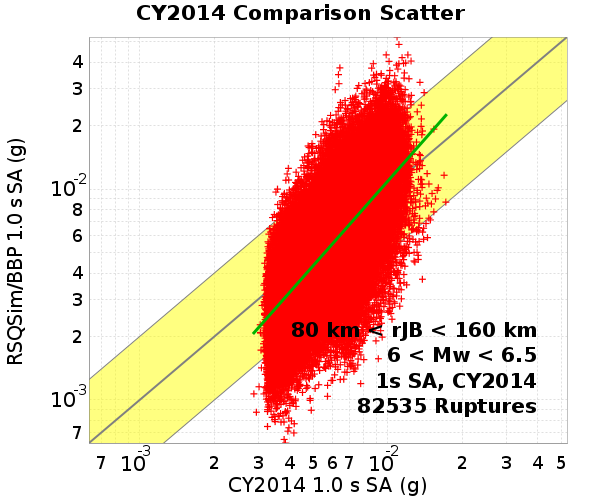 CY2014 Comparison Scatter
RSQSim/BBP 1.0 s SA (g)
4
3
2
10-2
8
6
4
3
2
10-3
7
80 km < rJB < 160 km
6 < Mw < 6.5
1s SA, CY2014
82535 Ruptures
7 10-3 2 3 4 5 6 7 10-2 2 3 4 5
CY2014 1.0 s SA (g)